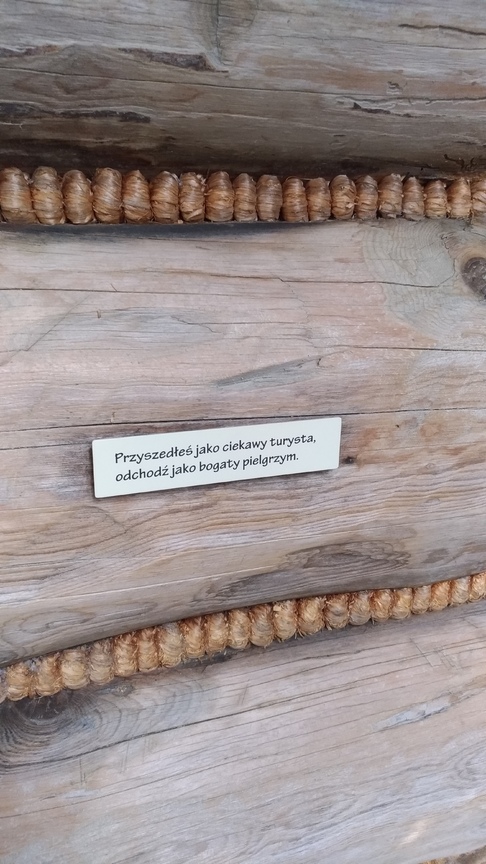 Przyszedłeś jako ciekawy turysta,
odchodź jako bogaty pielgrzym.